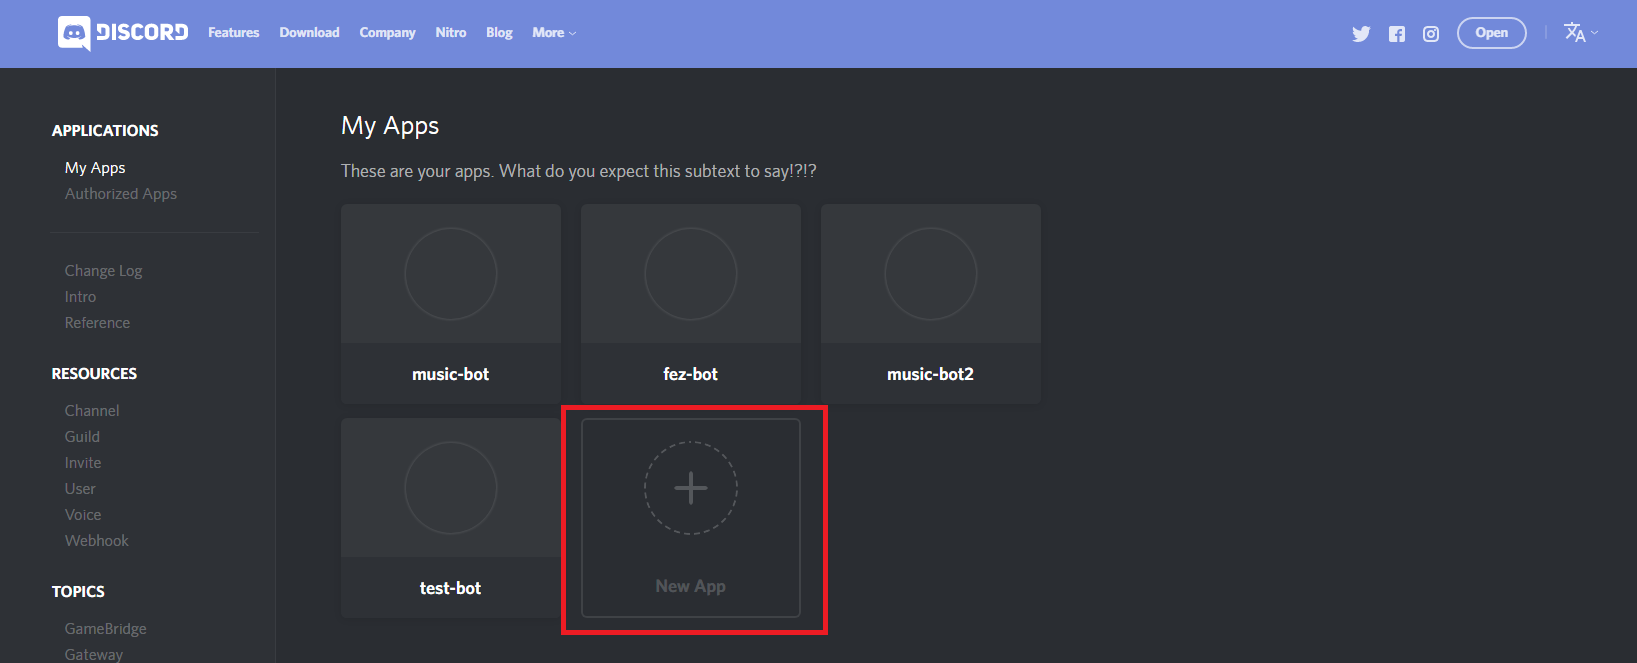 DISCORD Features Download Company Nitro Blog More Open
APPLICATIONS
My Apps
Authorized Apps
Change Log
Intro
Reference
RESOURCES
Channel
Guild
Invite
User
Voice
Webhook
TOPICS
GameBridge
Gateway
My Apps
These are your apps. What do you expect this subtext to say!?!?
music-bot fez-bot music-bot2
test-bot New App